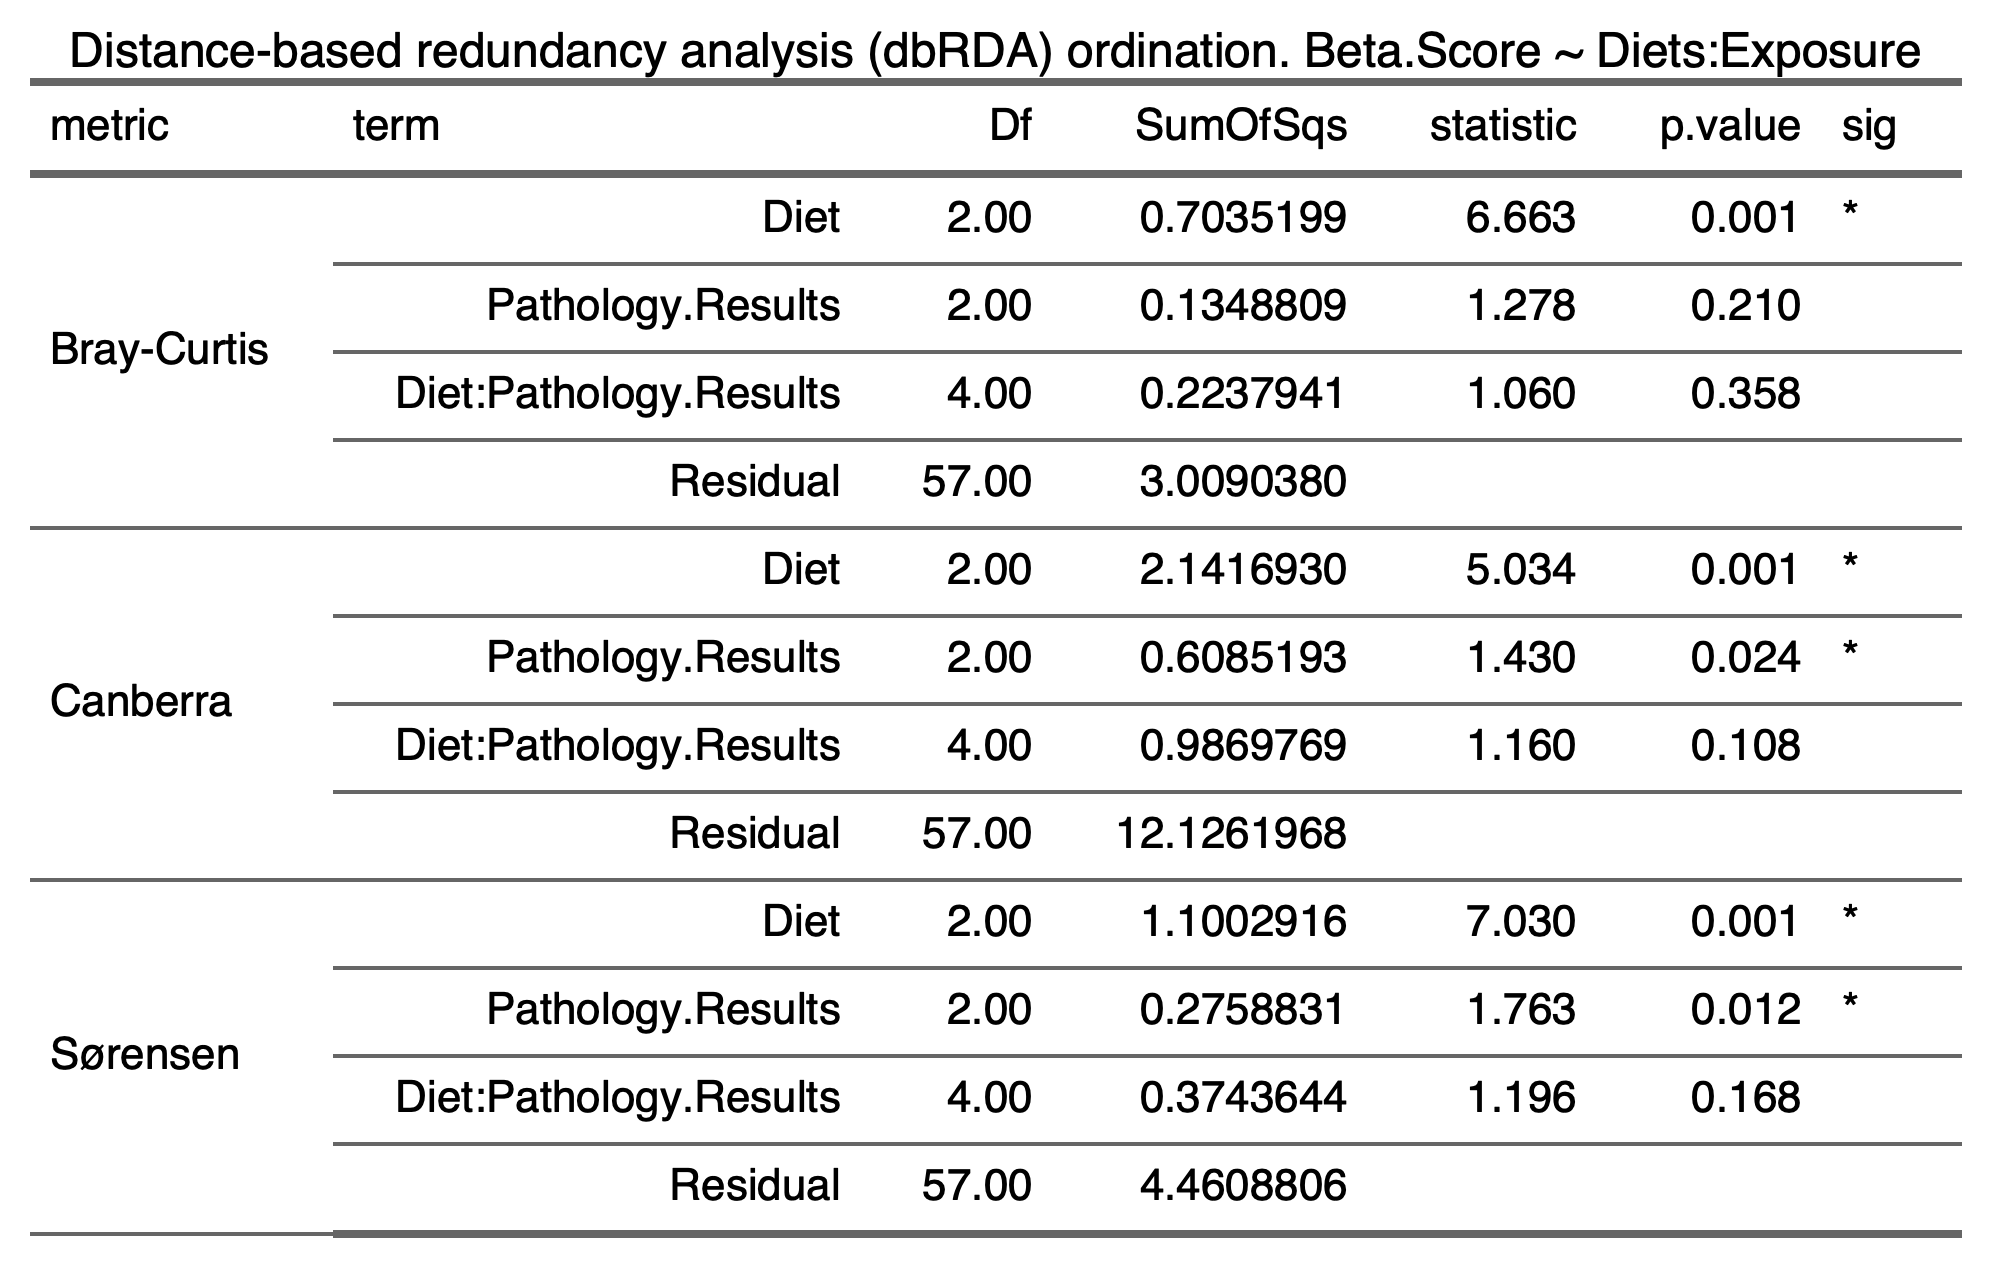 Distance-based redundancy analysis (dbRDA) ordination. Beta.Score ~ Diets:Exposure
metric term Df SumOfSqs statistic p.value sig
Bray-Curtis
Diet 2.00 0.7035199 6.663 0.001 *
Pathology.Results 2.00 0.1348809 1.278 0.210
Diet:Pathology.Results 4.00 0.2237941 1.060 0.358
Residual 57.00 3.0090380
Canberra
Diet 2.00 2.1416930 5.034 0.001 *
Pathology.Results 2.00 0.6085193 1.430 0.024 *
Diet:Pathology.Results 4.00 0.9869769 1.160 0.108
Residual 57.00 12.1261968
Sørensen
Diet 2.00 1.1002916 7.030 0.001 *
Pathology.Results 2.00 0.2758831 1.763 0.012 *
Diet:Pathology.Results 4.00 0.3743644 1.196 0.168
Residual 57.00 4.4608806